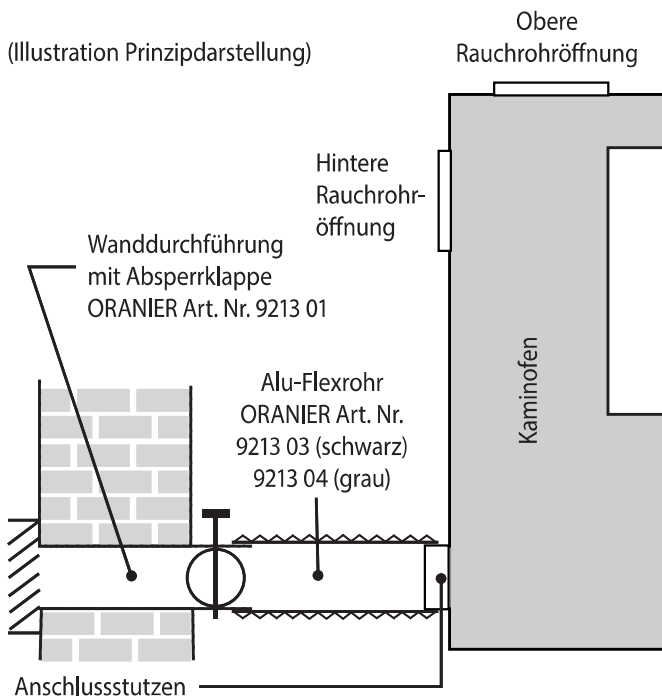 (Illustration Prinzipdarstellung)
Obere
Rauchrohröffnung
Hintere
Rauchrohr-
öffnung
Wanddurchführung
mit Absperrklappe
ORANIER Art. Nr. 9213 01
Alu-Flexrohr
ORANIER Art. Nr.
9213 03 (schwarz)
9213 04 (grau)
Kaminofen
Anschlussstutzen